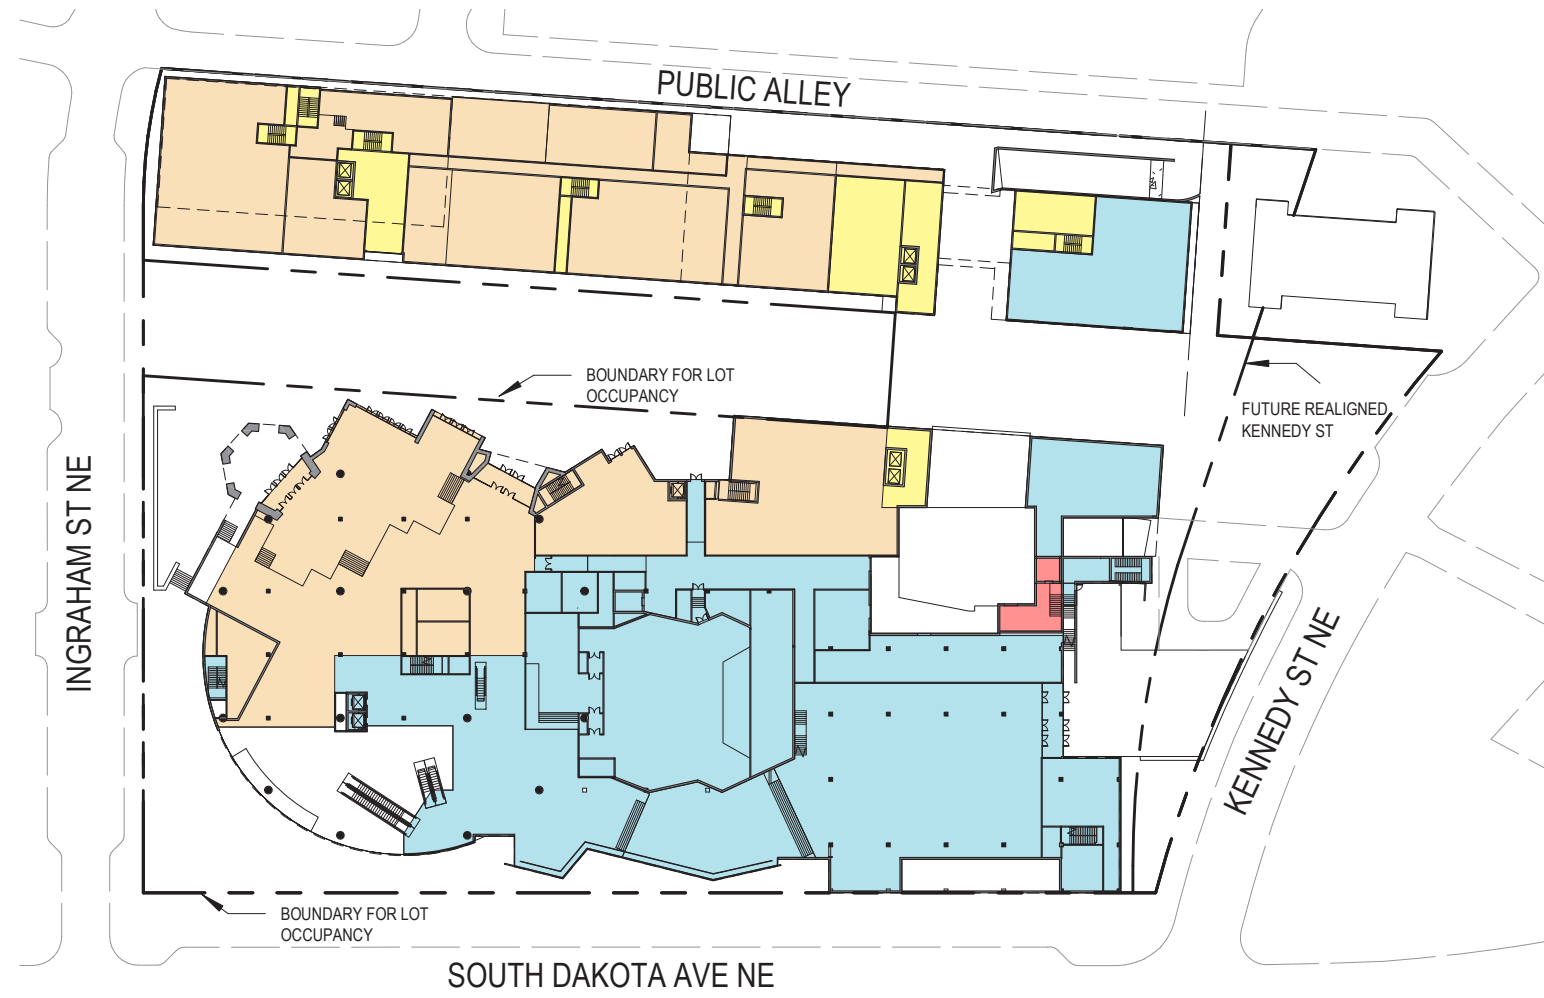 PUBLIC ALLEY
BOUNDARY FOR LOT
OCCUPANCY
FUTURE REALIGNED
KENNEDY ST
INGRAHAM ST NE
KENNEDY ST NE
BOUNDARY FOR LOT
OCCUPANCY
SOUTH DAKOTA AVE NE